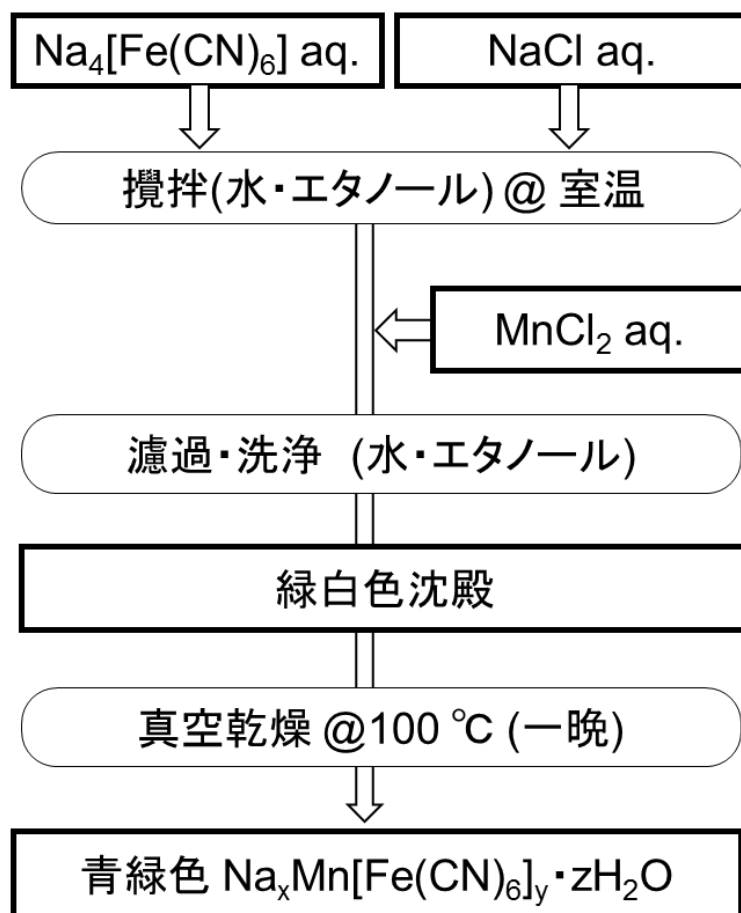 Na₄[Fe(CN)₆] aq.
NaCl aq.
攪拌(水・エタノール)@ 室温
MnCl₂ aq.
濾過・洗浄 (水・エタノール)
緑白色沈殿
真空乾燥 @100 ℃ (一晩)
青緑色 NaₓMn[Fe(CN)₆]ᵧ・zH₂O